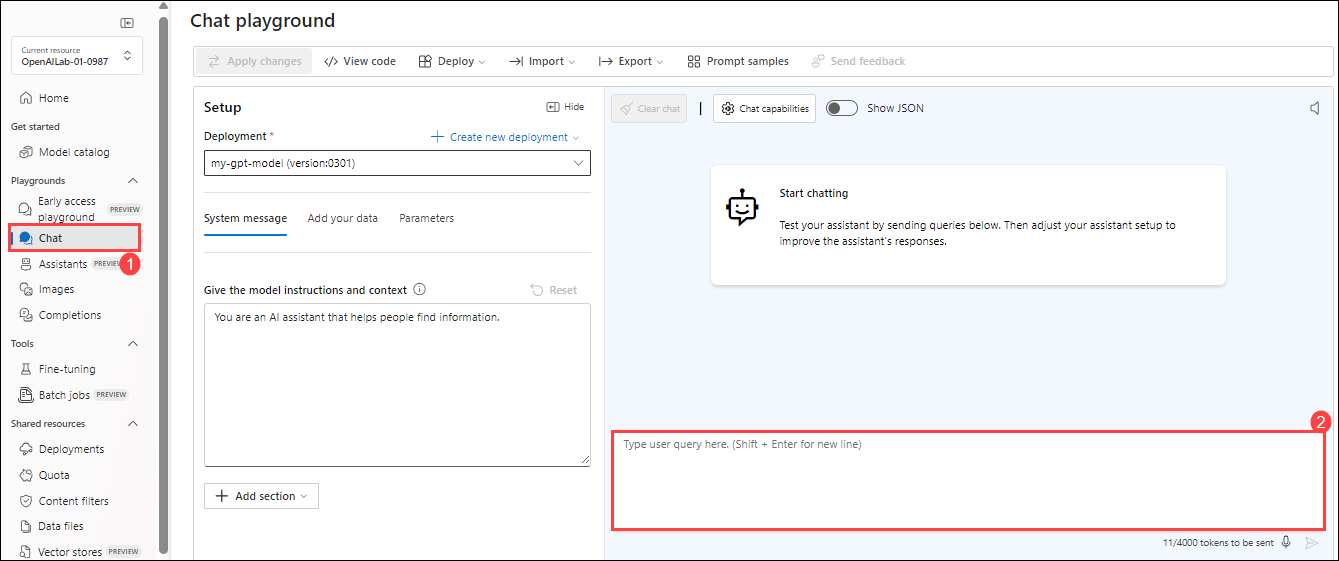 Chat playground
Current resource
OpenAILab-01-0987
Home
Get started
Model catalog
Playgrounds
Early access
playground PREVIEW
Chat
1
Assistants
Images
Completions
Tools
Fine-tuning
Batch jobs PREVIEW
Shared resources
Deployments
Quota
Content filters
Data files
Vector stores PREVIEW
Apply changes View code Deploy Import Export Prompt samples Send feedback
Setup Hide
Deployment * Create new deployment
my-gpt-model (version:0301)
System message Add your data Parameters
Give the model instructions and context Reset
You are an AI assistant that helps people find information.
Add section
Clear chat | Chat capabilities Show JSON
Start chatting
Test your assistant by sending queries below. Then adjust your assistant setup to
improve the assistant's responses.
2
Type user query here. (Shift + Enter for new line)
11/4000 tokens to be sent